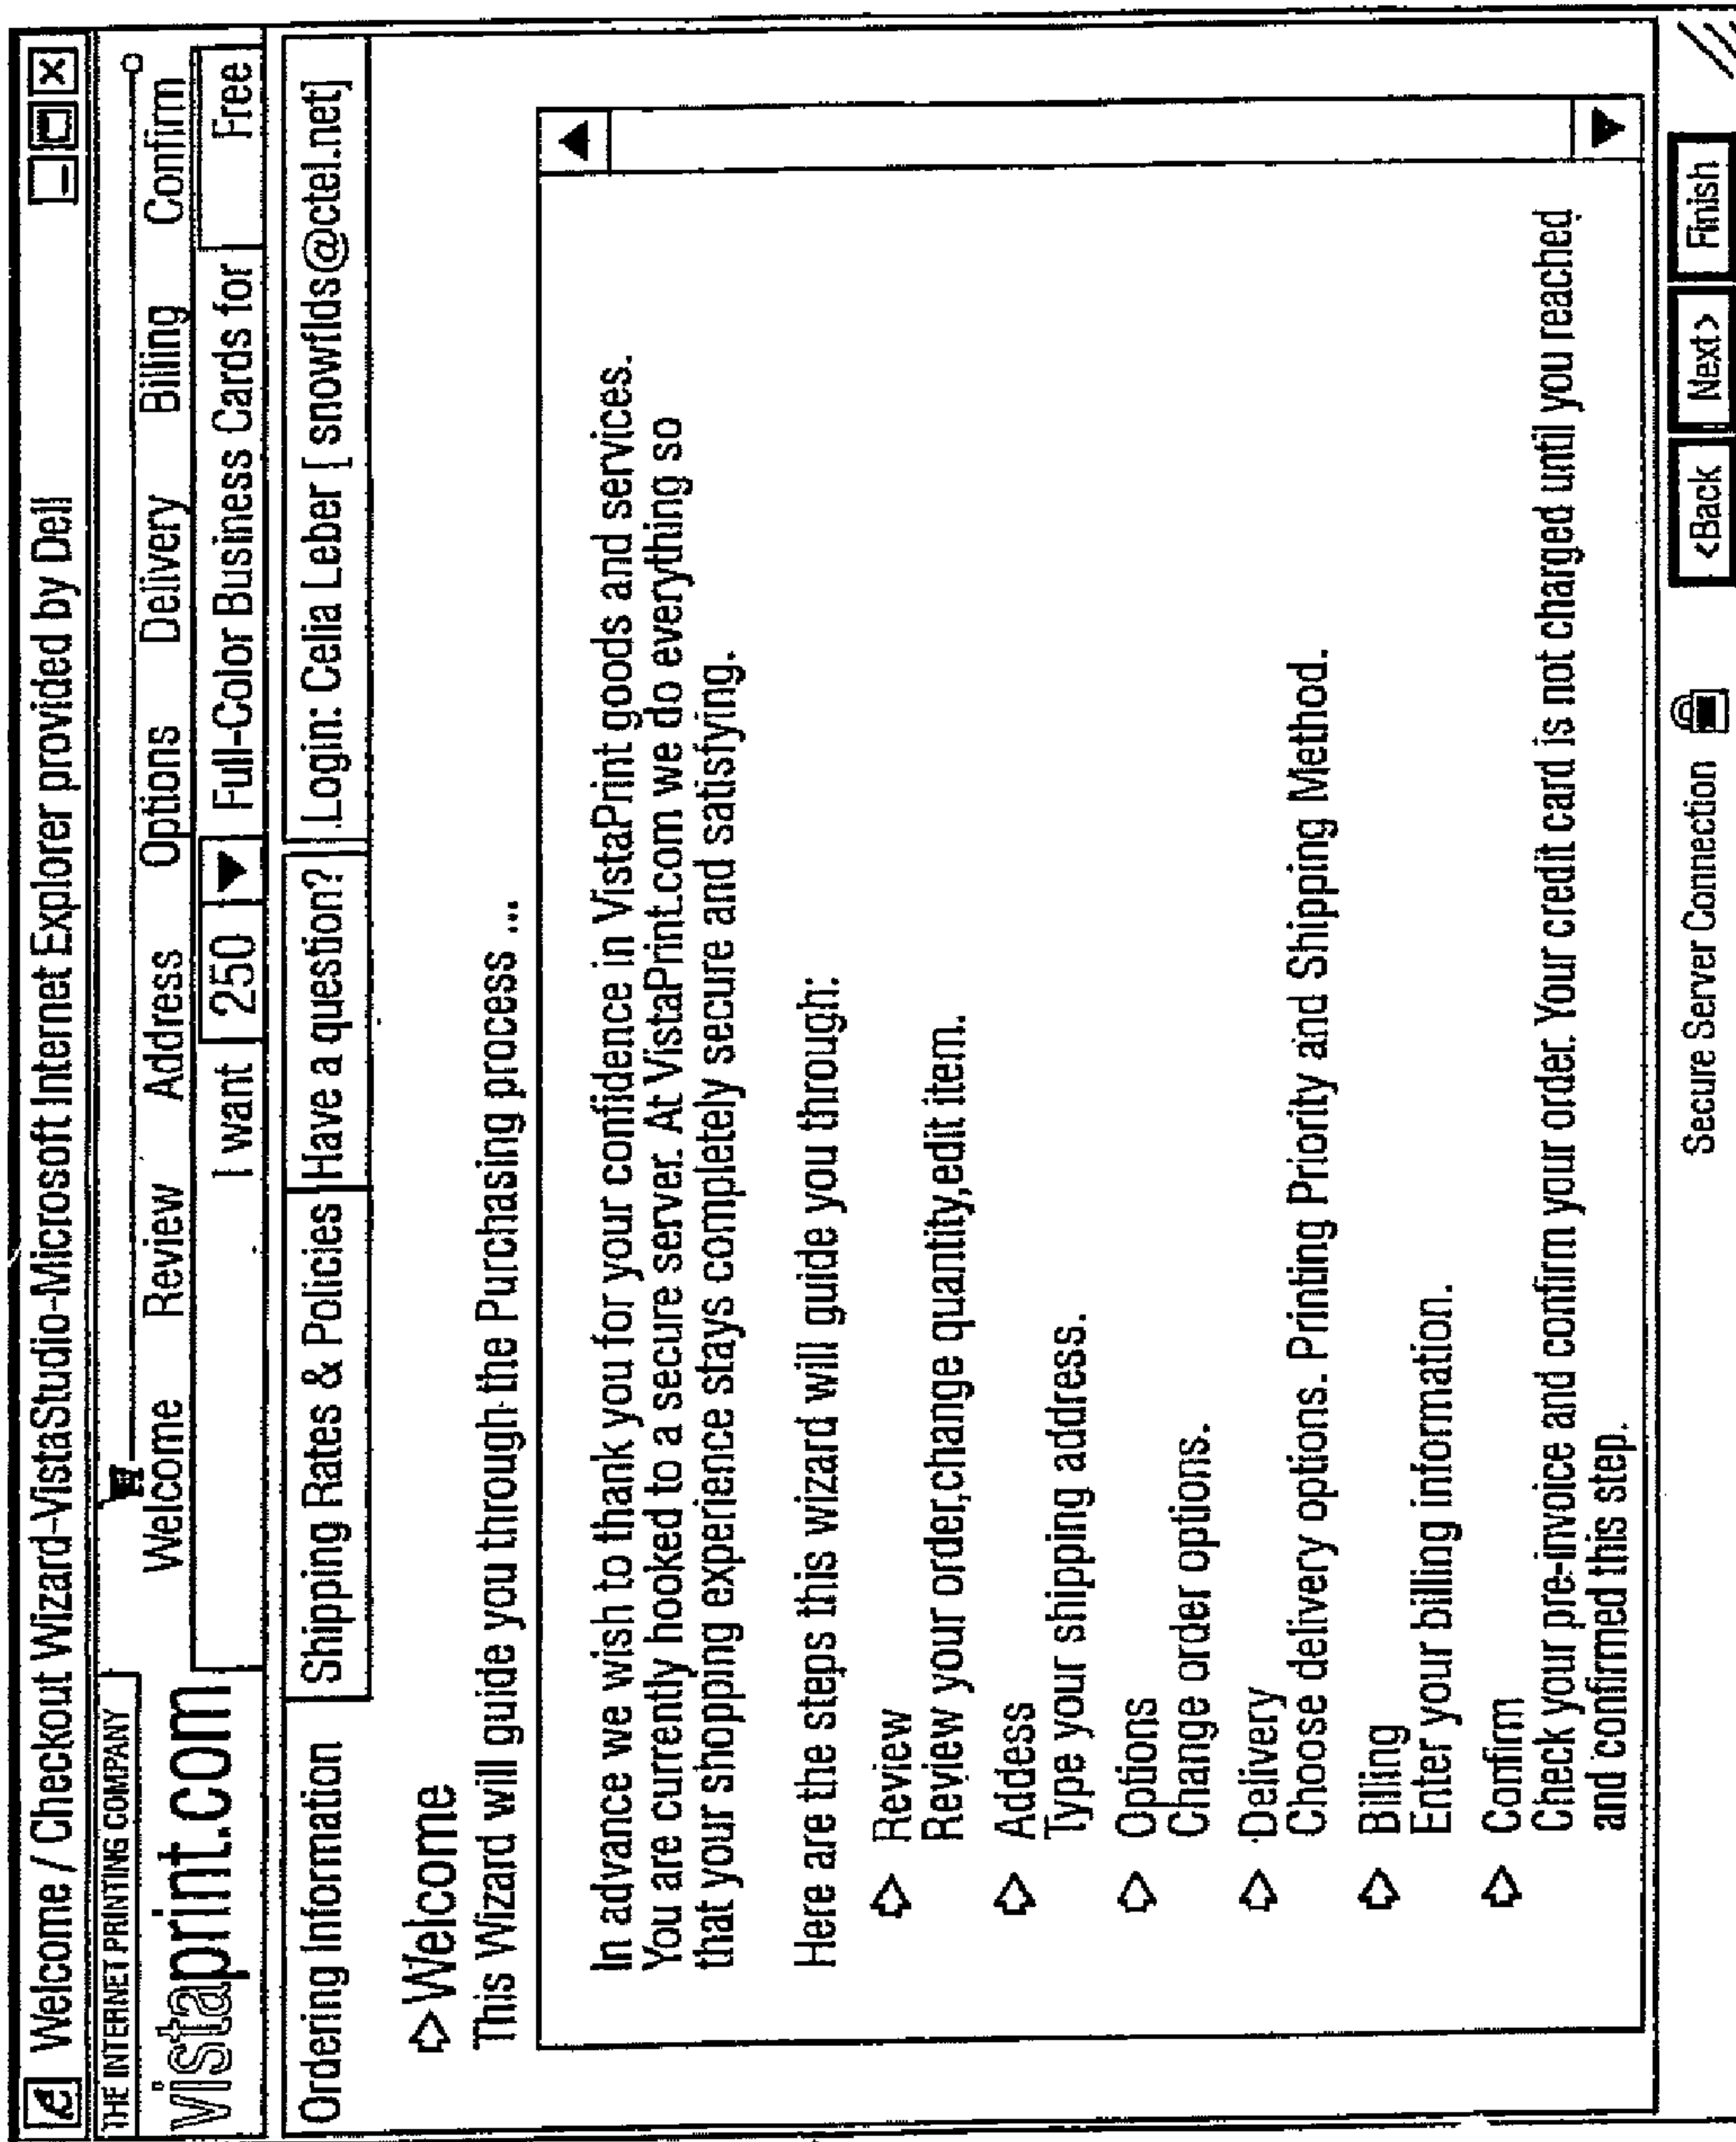 Welcome / Checkout Wizard-VistaStudio-Microsoft Internet Explorer provided by Dell
THE INTERNET PRINTING COMPANY
vistaprint.com
Welcome Review Address Options Delivery Billing Confirm
I want 250 Full-Color Business Cards for Free
Ordering Information Shipping Rates & Policies Have a question? Login: Celia Leber [ snowflds@ctel.net]
Welcome
This Wizard will guide you through the Purchasing process ...
In advance we wish to thank you for your confidence in VistaPrint goods and services.
You are currently hooked to a secure server. At VistaPrint.com we do everything so
that your shopping experience stays completely secure and satisfying.
Here are the steps this wizard will guide you through:
Review
Review your order,change quantity,edit item.
Addess
Type your shipping address.
Options
Change order options.
Delivery
Choose delivery options. Printing Priority and Shipping Method.
Billing
Enter your billing information.
Confirm
Check your pre-invoice and confirm your order. Your credit card is not charged until you reached
and confirmed this step.
Secure Server Connection <Back Next> Finish